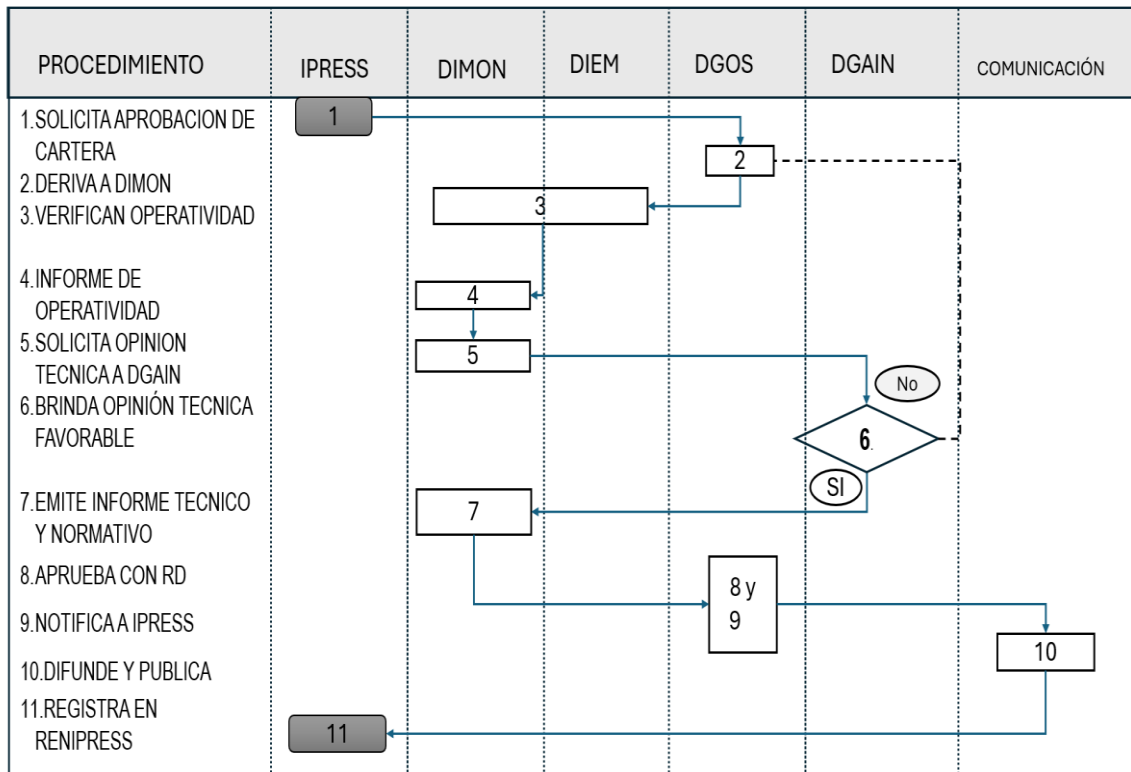 PROCEDIMIENTO
IPRESS
DIMON
DIEM
DGOS
DGAIN
COMUNICACIÓN
1.SOLICITA APROBACION DE
CARTERA
2.DERIVA A DIMON
3.VERIFICAN OPERATIVIDAD
4.INFORME DE
OPERATIVIDAD
5.SOLICITA OPINION
TECNICA A DGAIN
6.BRINDA OPINIÓN TECNICA
FAVORABLE
7.EMITE INFORME TECNICO
Y NORMATIVO
8.APRUEBA CON RD
9.NOTIFICA A IPRESS
10.DIFUNDE Y PUBLICA
11.REGISTRA EN
RENIPRESS
1
2
3
4
5
No
6.
SI
7
8 y
9
10
11